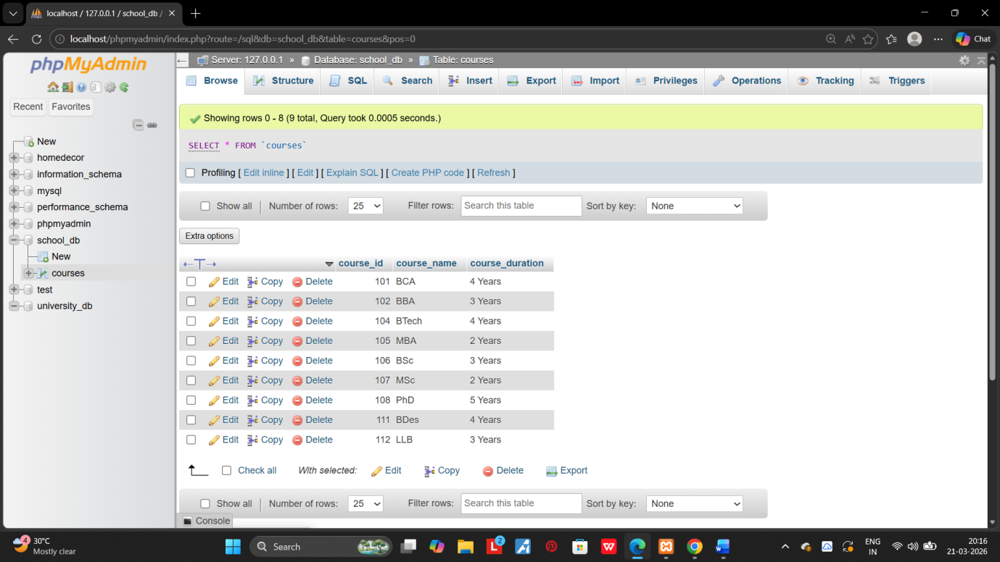 localhost / 127.0.0.1 / school_db /
localhost/phpmyadmin/index.php?route=/sql&db=school_db&table=courses&pos=0
Chat
phpMyAdmin
Recent Favorites
New
homedecor
information_schema
mysql
performance_schema
phpmyadmin
school_db
New
courses
test
university_db
Server: 127.0.0.1 » Database: school_db » Table: courses
Browse Structure SQL Search Insert Export Import Privileges Operations Tracking Triggers
Showing rows 0 - 8 (9 total, Query took 0.0005 seconds.)
SELECT * FROM `courses`
Profiling [ Edit inline ] [ Edit ] [ Explain SQL ] [ Create PHP code ] [ Refresh ]
Show all Number of rows: 25 Filter rows: Search this table Sort by key: None
Extra options
course_id course_name course_duration
Edit Copy Delete 101 BCA 4 Years
Edit Copy Delete 102 BBA 3 Years
Edit Copy Delete 104 BTech 4 Years
Edit Copy Delete 105 MBA 2 Years
Edit Copy Delete 106 BSc 3 Years
Edit Copy Delete 107 MSc 2 Years
Edit Copy Delete 108 PhD 5 Years
Edit Copy Delete 111 BDes 4 Years
Edit Copy Delete 112 LLB 3 Years
Check all With selected: Edit Copy Delete Export
Show all Number of rows: 25 Filter rows: Search this table Sort by key: None
Console
4 30°C
Mostly clear
Search
2
ENG
IN
20:16
21-03-2026